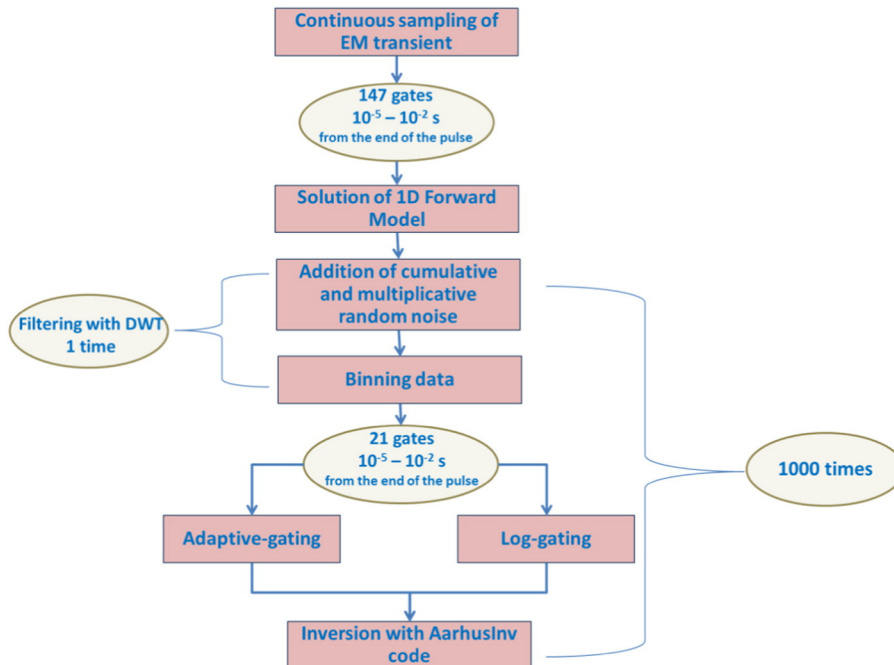 Continuous sampling of
EM transient
147 gates
10⁻⁵ – 10⁻² s
from the end of the pulse
Solution of 1D Forward
Model
Addition of cumulative
and multiplicative
random noise
Filtering with DWT
1 time
Binning data
21 gates
10⁻⁵ – 10⁻² s
from the end of the pulse
1000 times
Adaptive-gating
Log-gating
Inversion with AarhusInv
code